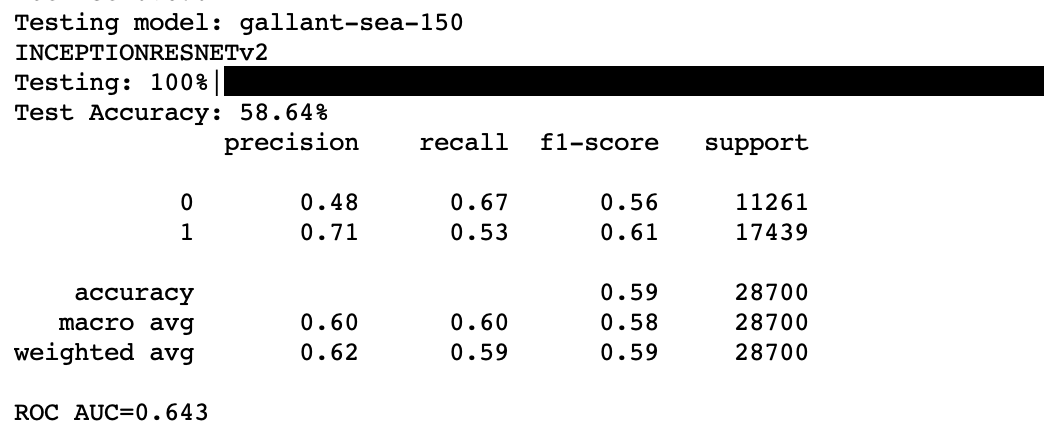 Testing model: gallant-sea-150
INCEPTIONRESNETv2
Testing: 100%|
Test Accuracy: 58.64%
precision recall f1-score support
0 0.48 0.67 0.56 11261
1 0.71 0.53 0.61 17439
accuracy 0.59 28700
macro avg 0.60 0.60 0.58 28700
weighted avg 0.62 0.59 0.59 28700
ROC AUC=0.643